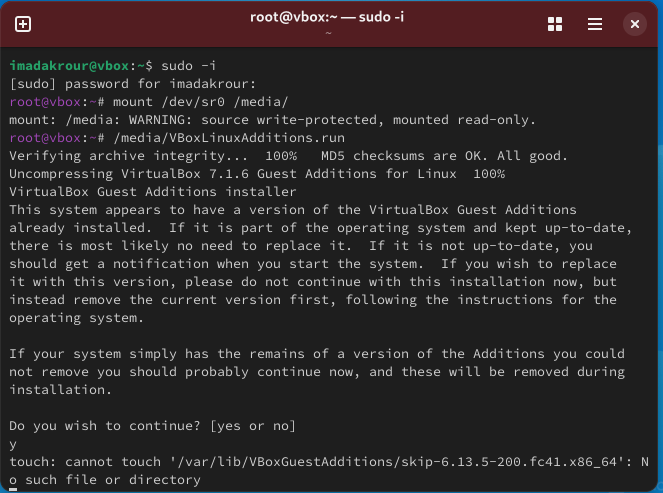 root@vbox:~ — sudo -i
~
imadakrour@vbox:~$ sudo -i
[sudo] password for imadakrour:
root@vbox:~# mount /dev/sr0 /media/
mount: /media: WARNING: source write-protected, mounted read-only.
root@vbox:~# /media/VBoxLinuxAdditions.run
Verifying archive integrity...  100%   MD5 checksums are OK. All good.
Uncompressing VirtualBox 7.1.6 Guest Additions for Linux  100%
VirtualBox Guest Additions installer
This system appears to have a version of the VirtualBox Guest Additions
already installed.  If it is part of the operating system and kept up-to-date,
there is most likely no need to replace it.  If it is not up-to-date, you
should get a notification when you start the system.  If you wish to replace
it with this version, please do not continue with this installation now, but
instead remove the current version first, following the instructions for the
operating system.
If your system simply has the remains of a version of the Additions you could
not remove you should probably continue now, and these will be removed during
installation.
Do you wish to continue? [yes or no]
y
touch: cannot touch '/var/lib/VBoxGuestAdditions/skip-6.13.5-200.fc41.x86_64': N
o such file or directory